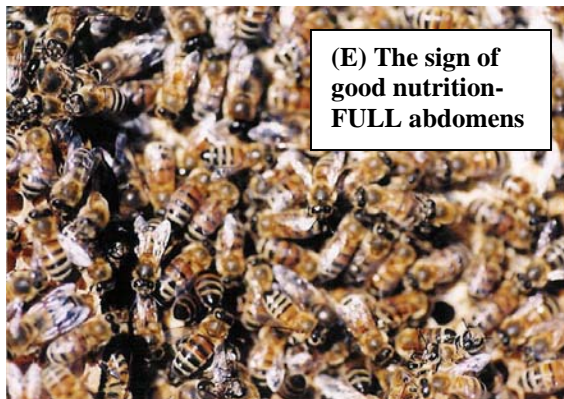 (E) The sign of
good nutrition-
FULL abdomens